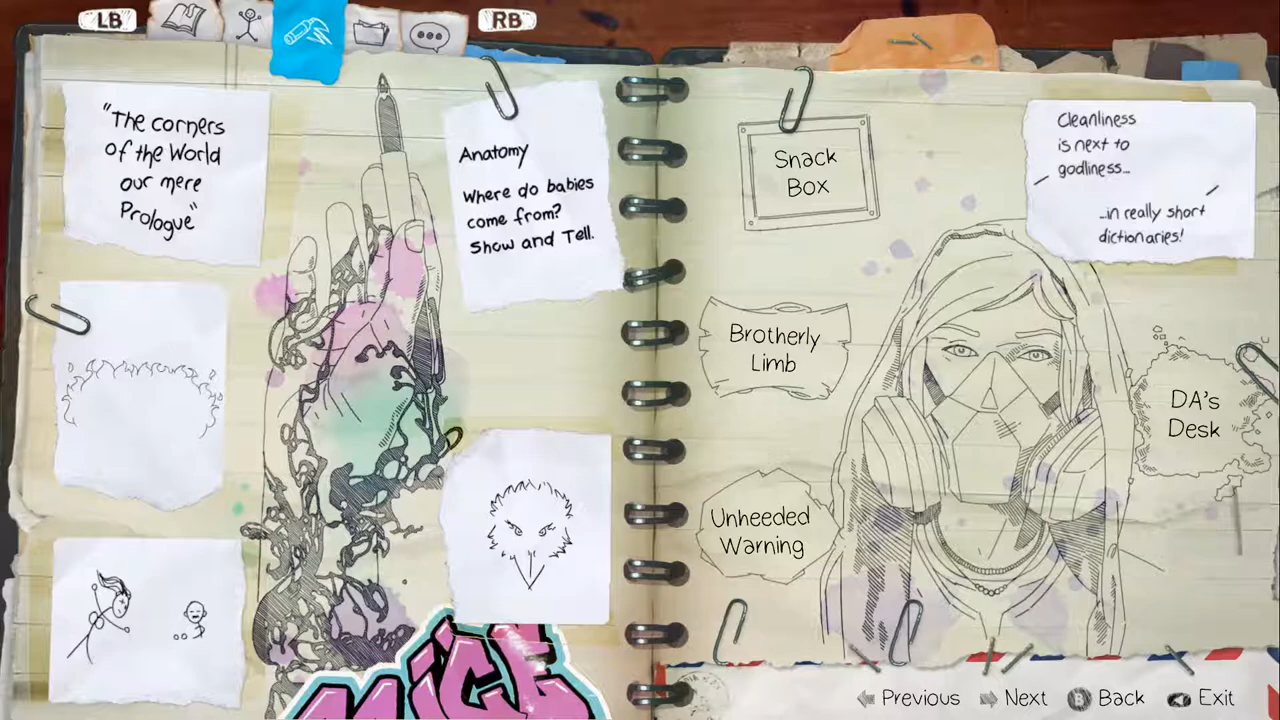 LB
RB
"The corners
of the World
our mere
Prologue"
Anatomy
Where do babies
come from?
Show and Tell.
NICE
Snack
Box
Cleanliness
is next to
godliness...
...in really short
dictionaries!
Brotherly
Limb
DA's
Desk
Unheeded
Warning
Previous
Next
B
Back
Exit